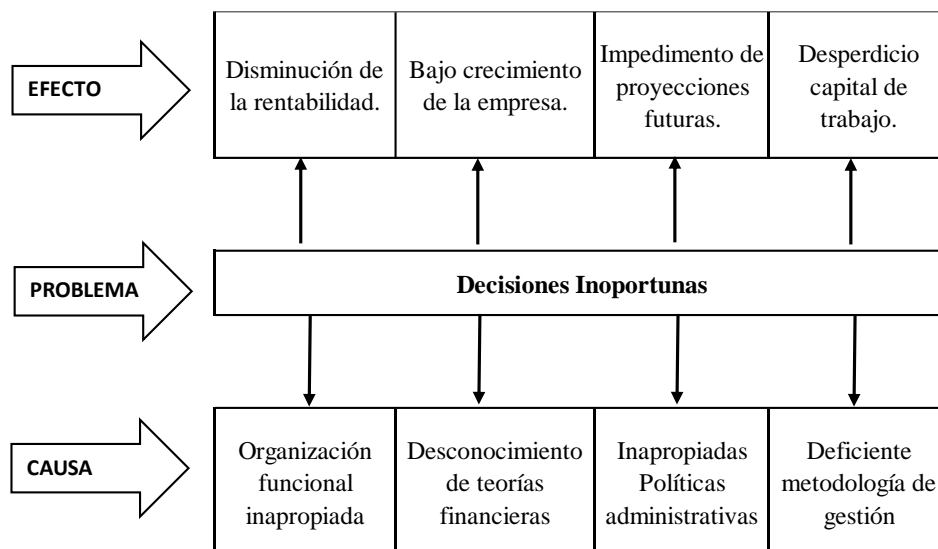 EFECTO
Disminución de
la rentabilidad.
Bajo crecimiento
de la empresa.
Impedimento de
proyecciones
futuras.
Desperdicio
capital de
trabajo.
PROBLEMA
Decisiones Inoportunas
CAUSA
Organización
funcional
inapropiada
Desconocimiento
de teorías
financieras
Inapropiadas
Políticas
administrativas
Deficiente
metodología de
gestión